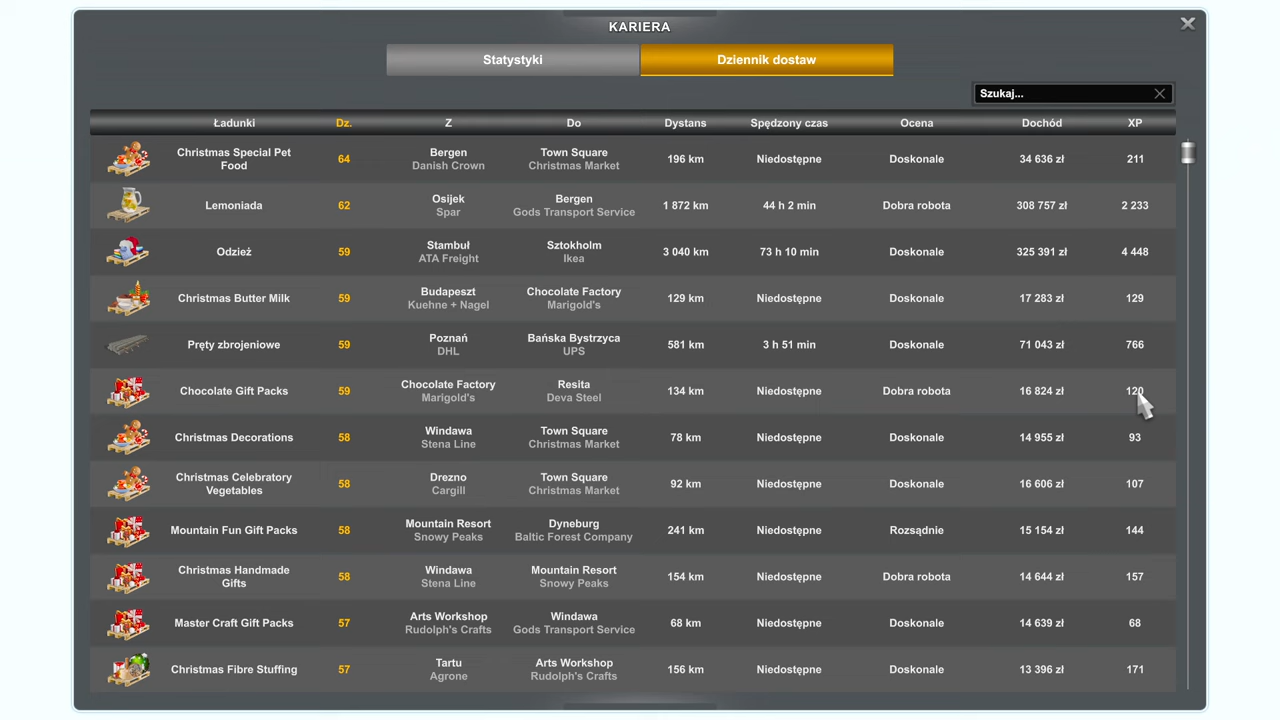 KARIERA
Statystyki
Dziennik dostaw
Szukaj...
Ładunki Dz. Z Do Dystans Spędzony czas Ocena Dochód XP
Christmas Special Pet Food 64 Bergen Danish Crown Town Square Christmas Market 196 km Niedostępne Doskonale 34 636 zł 211
Lemoniada 62 Osijek Spar Bergen Gods Transport Service 1 872 km 44 h 2 min Dobra robota 308 757 zł 2 233
Odzież 59 Stambuł ATA Freight Sztokholm Ikea 3 040 km 73 h 10 min Doskonale 325 391 zł 4 448
Christmas Butter Milk 59 Budapeszt Kuehne + Nagel Chocolate Factory Marigold's 129 km Niedostępne Doskonale 17 283 zł 129
Pręty zbrojeniowe 59 Poznań DHL Bańska Bystrzyca UPS 581 km 3 h 51 min Doskonale 71 043 zł 766
Chocolate Gift Packs 59 Chocolate Factory Marigold's Resita Deva Steel 134 km Niedostępne Dobra robota 16 824 zł 120
Christmas Decorations 58 Windawa Stena Line Town Square Christmas Market 78 km Niedostępne Doskonale 14 955 zł 93
Christmas Celebratory Vegetables 58 Drezno Cargill Town Square Christmas Market 92 km Niedostępne Doskonale 16 606 zł 107
Mountain Fun Gift Packs 58 Mountain Resort Snowy Peaks Dyneburg Baltic Forest Company 241 km Niedostępne Rozsądnie 15 154 zł 144
Christmas Handmade Gifts 58 Windawa Stena Line Mountain Resort Snowy Peaks 154 km Niedostępne Dobra robota 14 644 zł 157
Master Craft Gift Packs 57 Arts Workshop Rudolph's Crafts Windawa Gods Transport Service 68 km Niedostępne Doskonale 14 639 zł 68
Christmas Fibre Stuffing 57 Tartu Agrone Arts Workshop Rudolph's Crafts 156 km Niedostępne Doskonale 13 396 zł 171